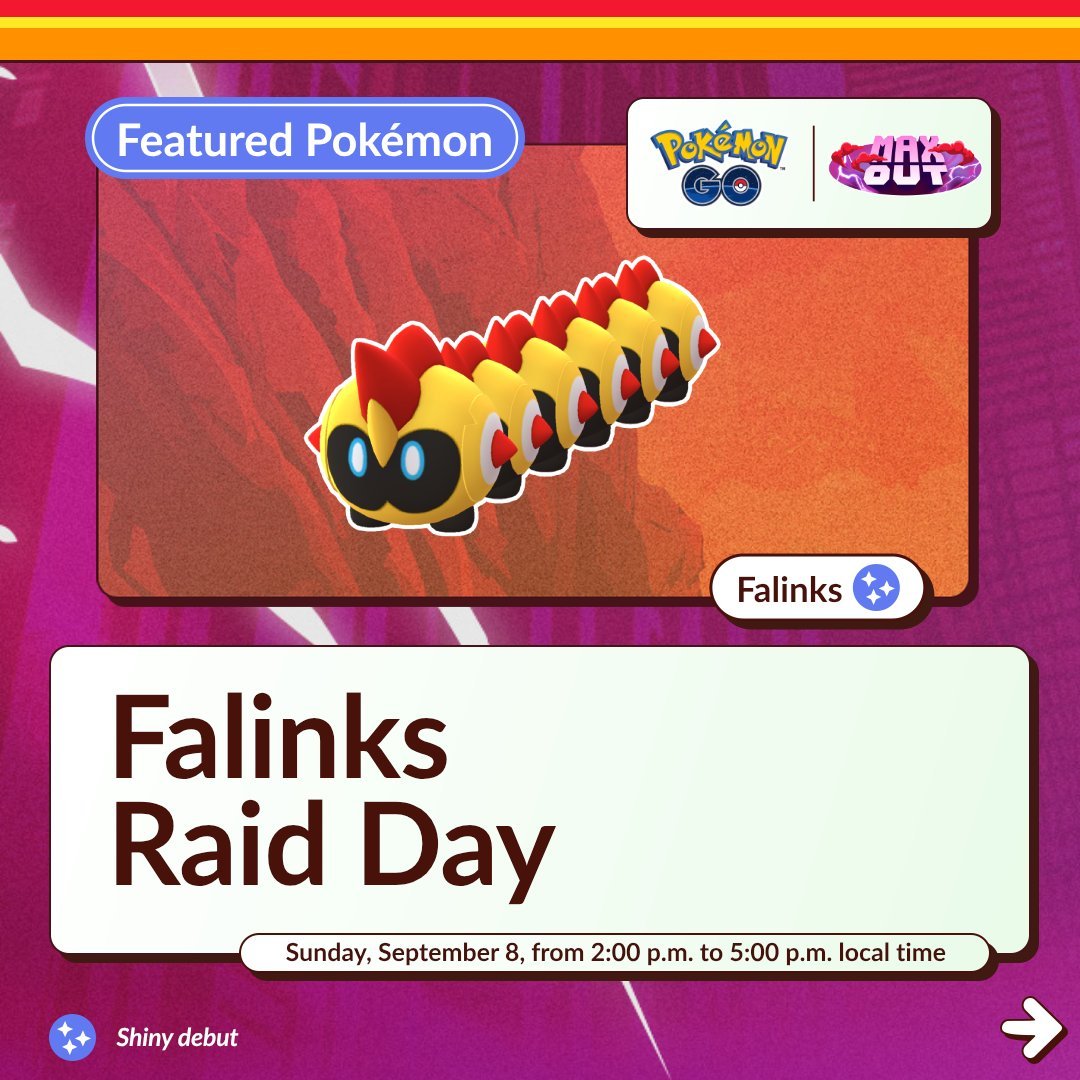 Featured Pokémon
POKéMON
GO
™
MAX
OUT
Falinks
Falinks
Raid Day
Sunday, September 8, from 2:00 p.m. to 5:00 p.m. local time
Shiny debut